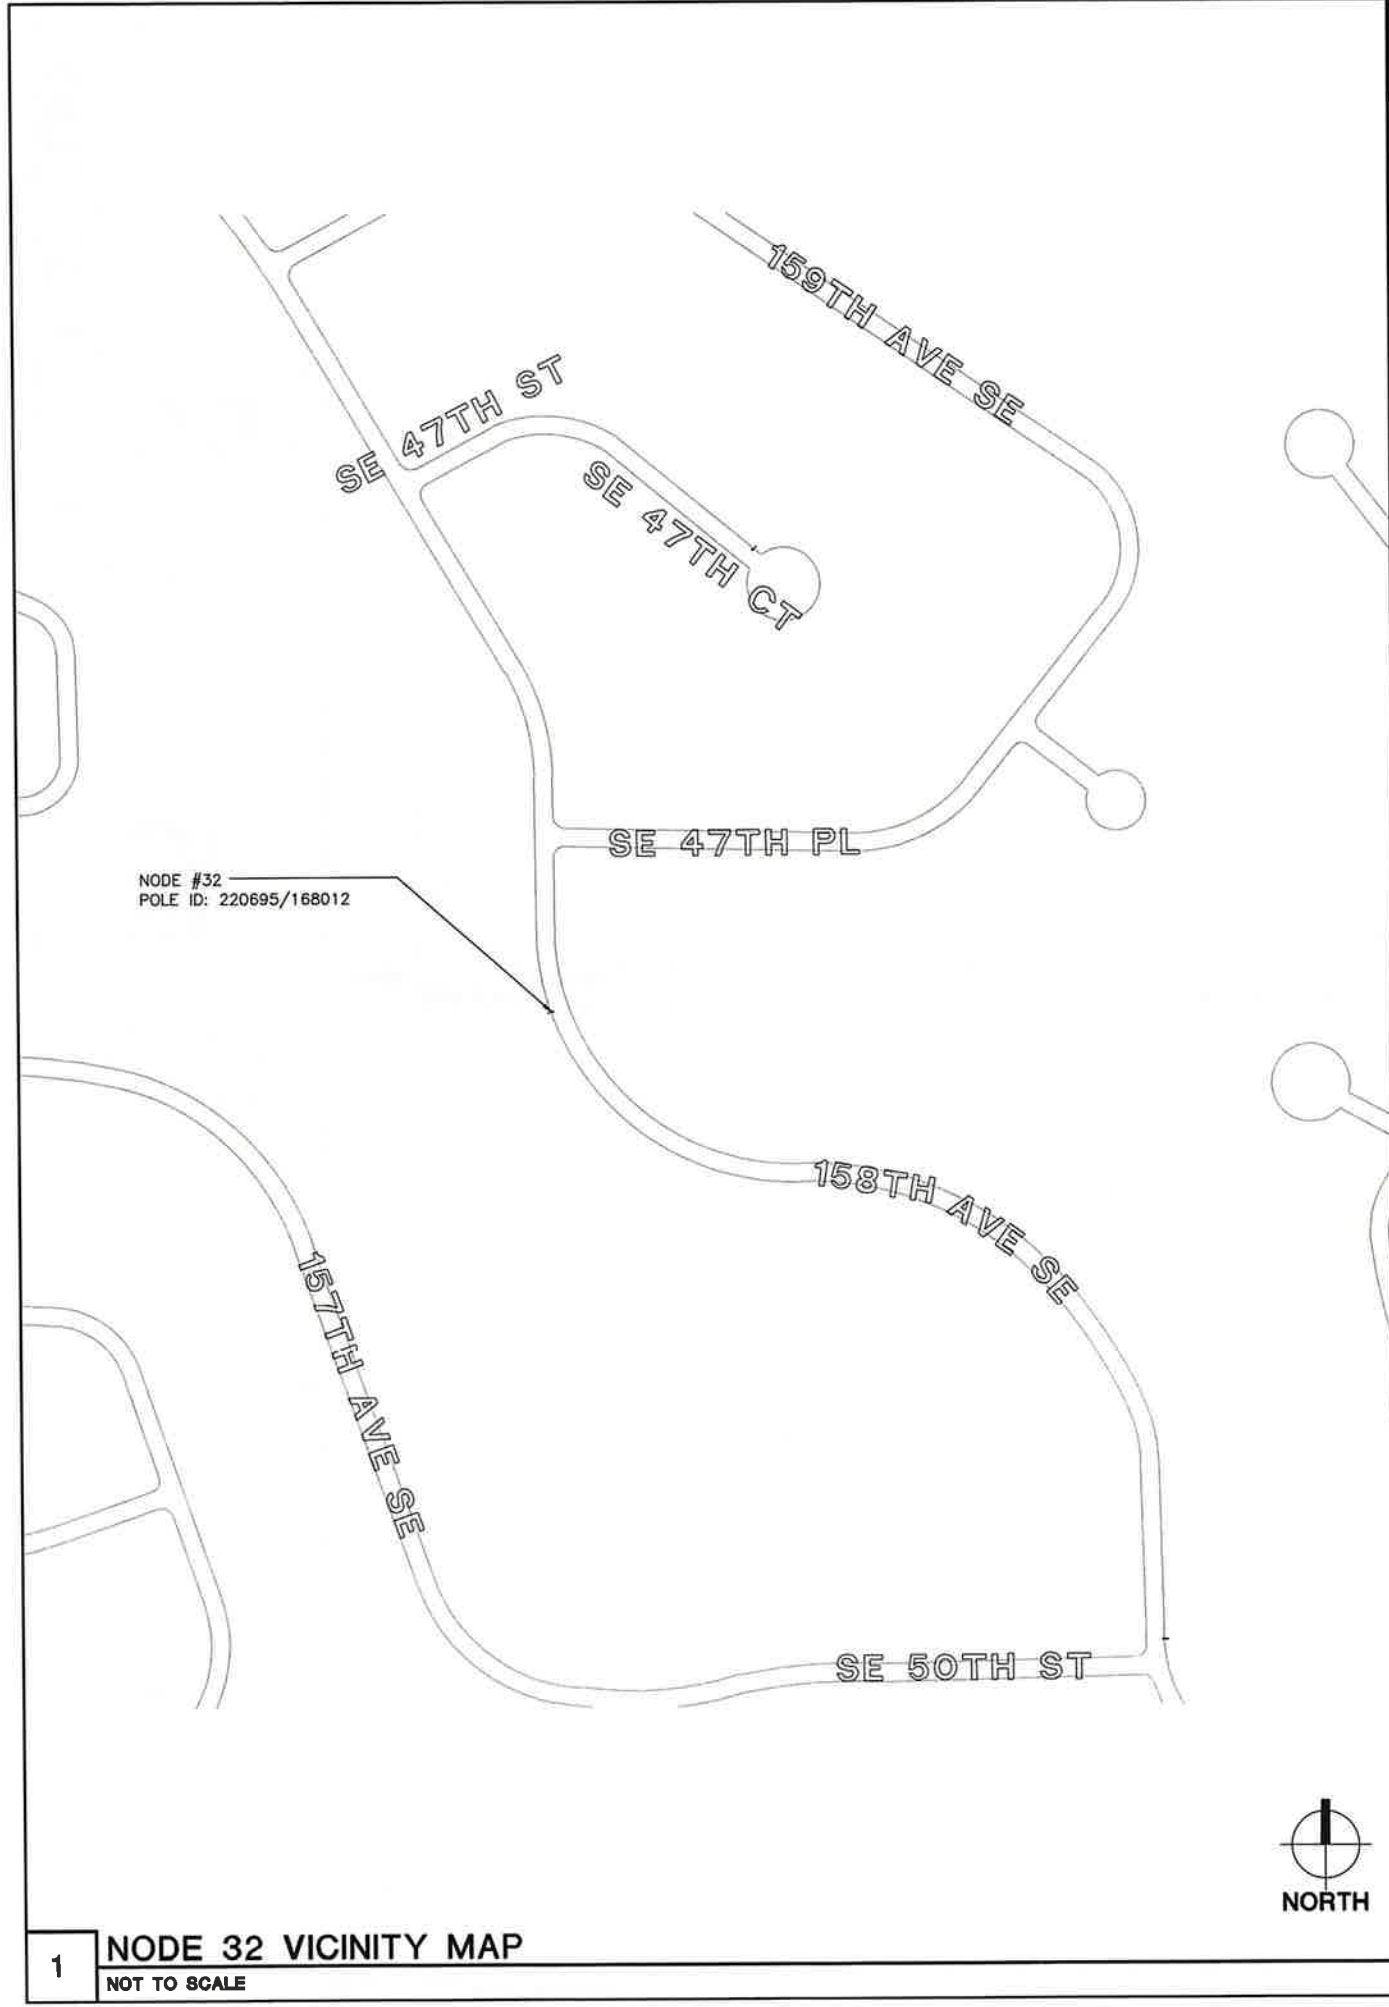 159TH AVE SE
SE 47TH ST
SE 47TH CT
SE 47TH PL
NODE #32
POLE ID: 220695/168012
158TH AVE SE
157TH AVE SE
SE 50TH ST
NORTH
1
NODE 32 VICINITY MAP
NOT TO SCALE